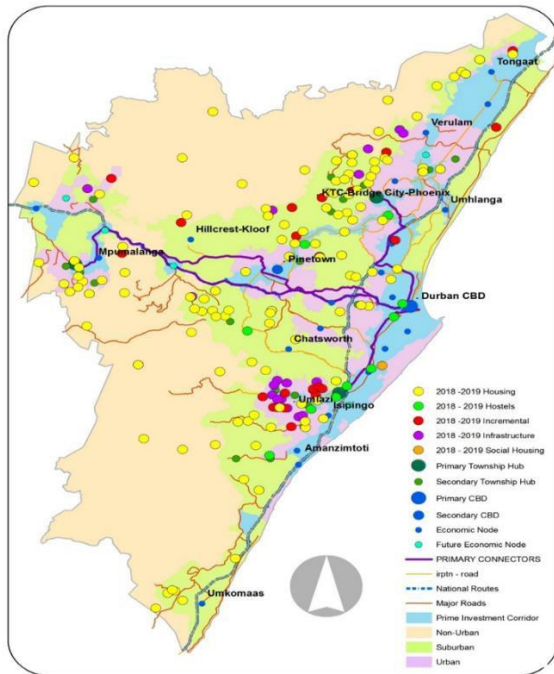 Tongaat
Verulam
KTC-Bridge City-Phoenix
Umhlanga
Hillcrest-Kloof
Mpumalanga
Pinetown
Durban CBD
Chatsworth
Umlazi
Isipingo
Amanzimtoti
Umkomaas
2018 -2019 Housing
2018 - 2019 Hostels
2018 -2019 Incremental
2018 -2019 Infrastructure
2018 - 2019 Social Housing
Primary Township Hub
Secondary Township Hub
Primary CBD
Secondary CBD
Economic Node
Future Economic Node
PRIMARY CONNECTORS
irptn - road
National Routes
Major Roads
Prime Investment Corridor
Non-Urban
Suburban
Urban